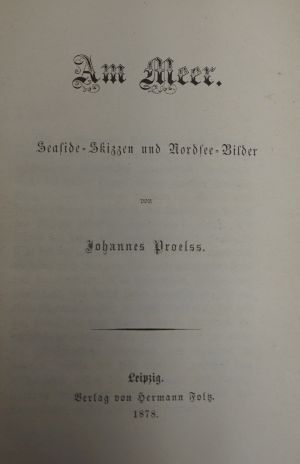 Am Meer.
Seaside-Skizzen und Nordsee-Bilder
von
Johannes Proelss.
Leipzig.
Verlag von Hermann Foltz.
1878.